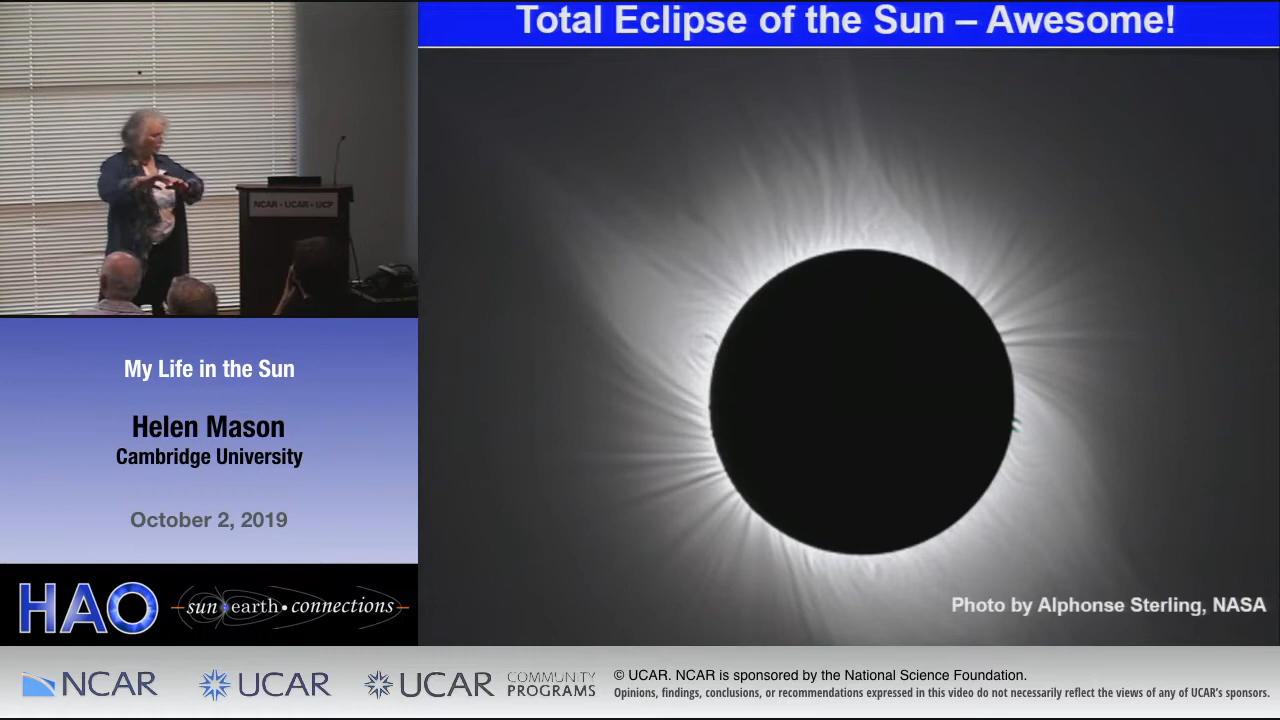 Total Eclipse of the Sun – Awesome!
NCAR • UCAR • UCP
My Life in the Sun
Helen Mason
Cambridge University
October 2, 2019
Photo by Alphonse Sterling, NASA
HAO
sun earth • connections
NCAR
UCAR
UCAR
COMMUNITY
PROGRAMS
© UCAR. NCAR is sponsored by the National Science Foundation.
Opinions, findings, conclusions, or recommendations expressed in this video do not necessarily reflect the views of any of UCAR's sponsors.